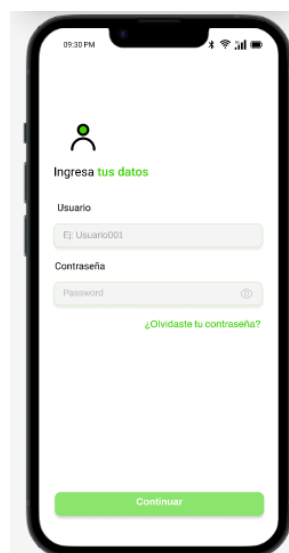 09:30 PM
Ingresa tus datos
Usuario
Ej: Usuario001
Contraseña
Password
¿Olvidaste tu contraseña?
Continuar